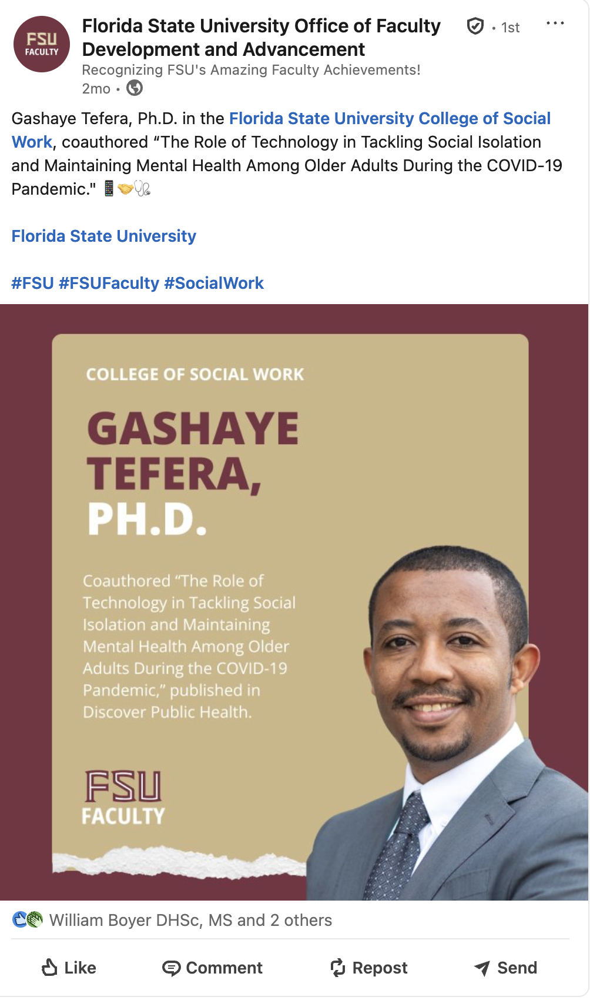 FSU
FACULTY
Florida State University Office of Faculty
Development and Advancement
• 1st
Recognizing FSU's Amazing Faculty Achievements!
2mo •
Gashaye Tefera, Ph.D. in the Florida State University College of Social
Work, coauthored “The Role of Technology in Tackling Social Isolation
and Maintaining Mental Health Among Older Adults During the COVID-19
Pandemic." 📱🤝🩺
Florida State University
#FSU #FSUFaculty #SocialWork
COLLEGE OF SOCIAL WORK
GASHAYE
TEFERA,
PH.D.
Coauthored “The Role of
Technology in Tackling Social
Isolation and Maintaining
Mental Health Among Older
Adults During the COVID-19
Pandemic,” published in
Discover Public Health.
FSU
FACULTY
William Boyer DHSc, MS and 2 others
Like
Comment
Repost
Send